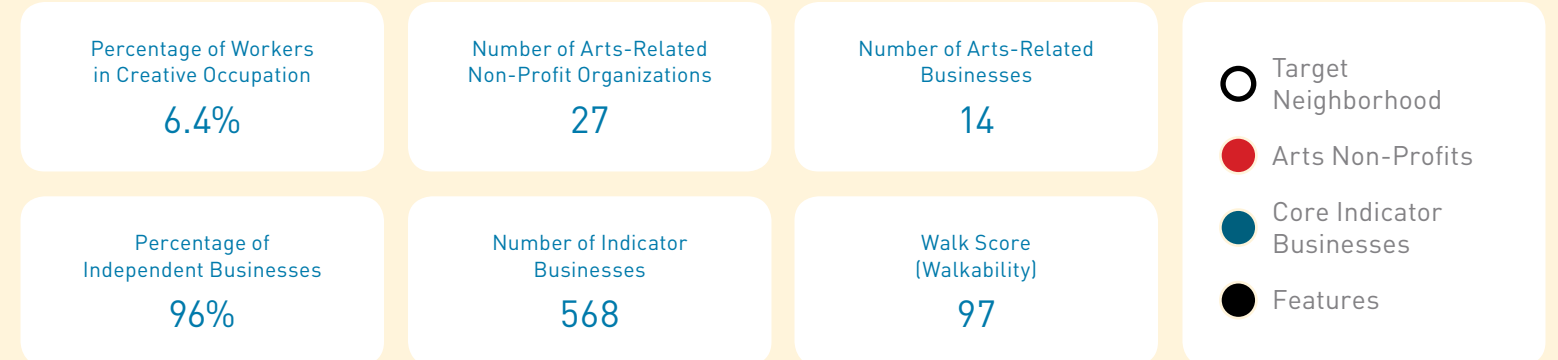 Percentage of Workers
in Creative Occupation
6.4%
Number of Arts-Related
Non-Profit Organizations
27
Number of Arts-Related
Businesses
14
Percentage of
Independent Businesses
96%
Number of Indicator
Businesses
568
Walk Score
(Walkability)
97
Target
Neighborhood
Arts Non-Profits
Core Indicator
Businesses
Features